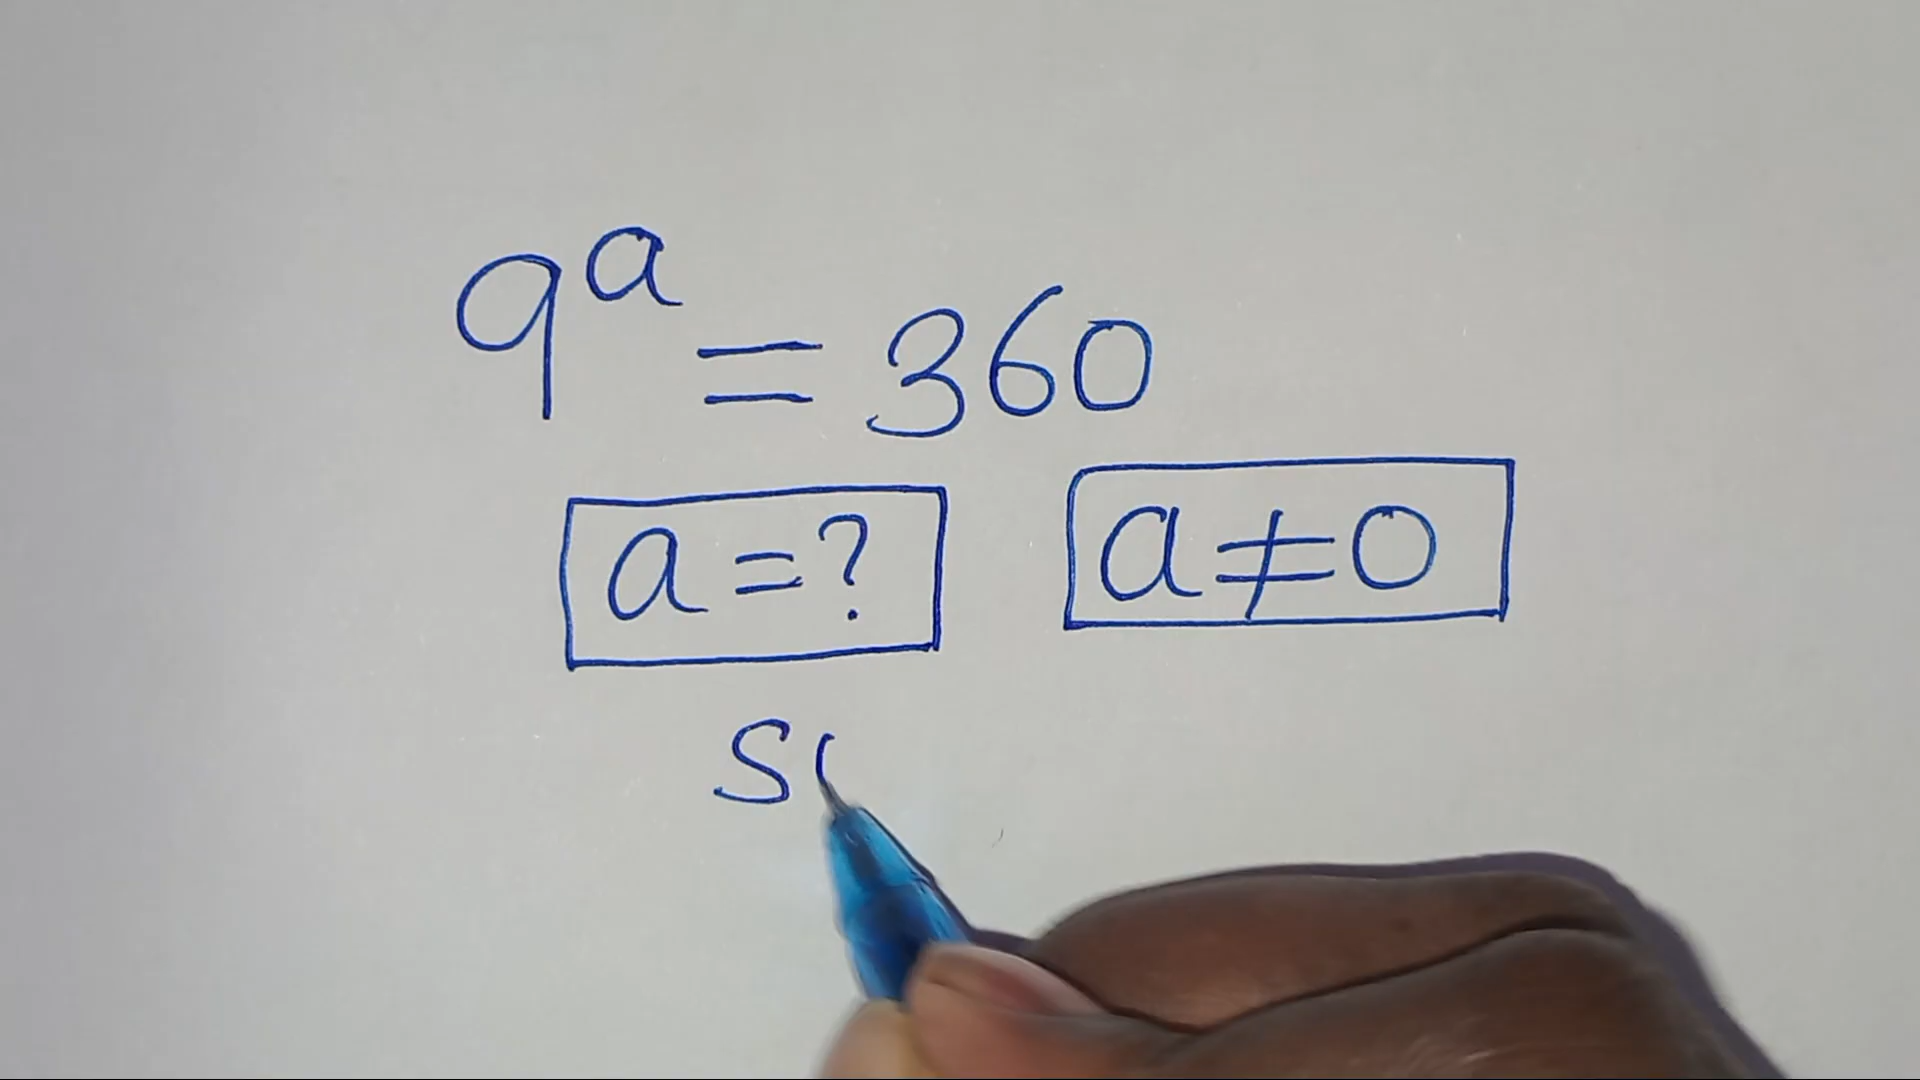 9^a = 360
a = ?
a ≠ 0
S